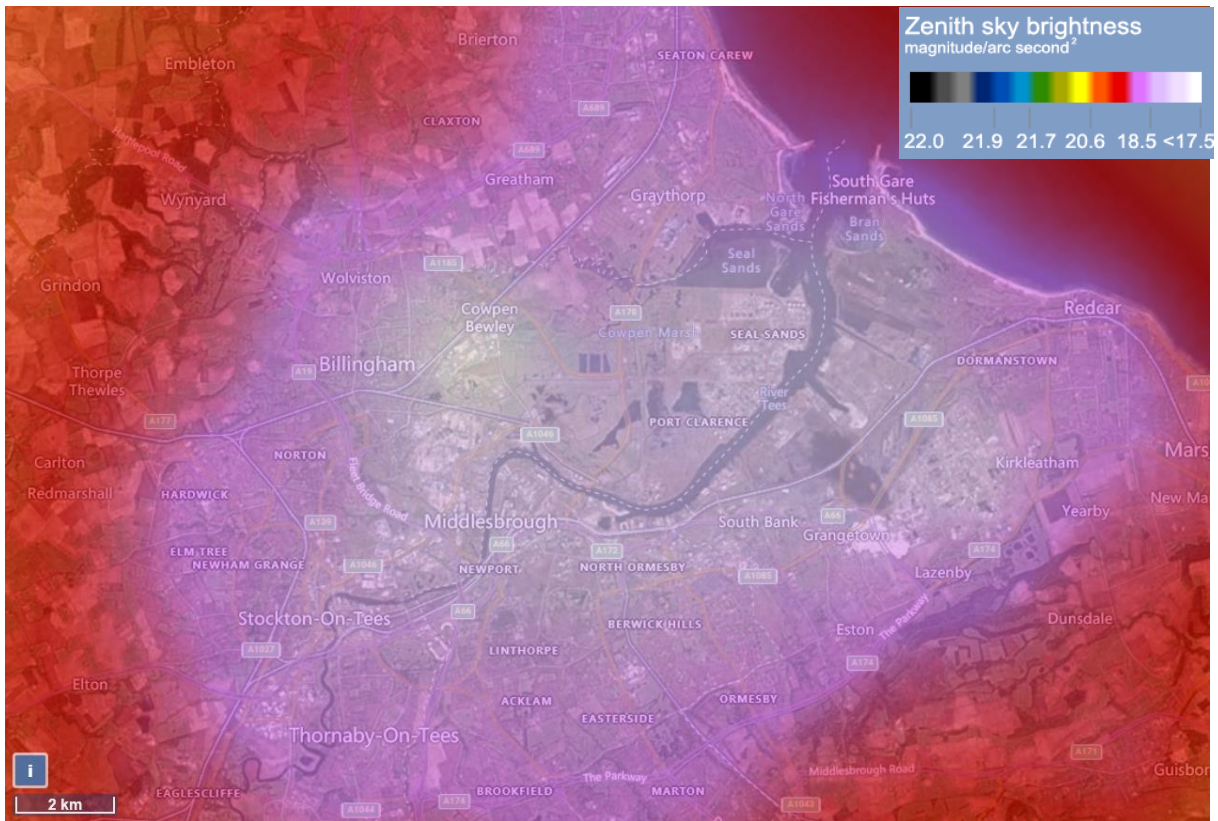 Zenith sky brightness
magnitude/arc second²
22.0 21.9 21.7 20.6 18.5 <17.5
Brierton
SEATON CAREW
Embleton
A689
CLAXTON
Hartlepool Road
A689
Greatham
South Gare
Fisherman's Huts
Graythorp
North
Gare
Sands
Wynyard
Bran
Sands
Seal
Sands
A1185
Wolviston
Grindon
Cowpen
Bewley
A178
Redcar
Cowpen Marsh
SEAL SANDS
Billingham
A19
DORMANSTOWN
Thorpe
Thewles
River
Tees
A177
PORT CLARENCE
A1085
A1046
Mars
NORTON
Carlton
Kirkleatham
Redmarshall
HARDWICK
New Ma
Yearby
A139
Middlesbrough
South Bank
A66
Grangetown
ELM TREE
NEWHAM GRANGE
A66
A172
A174
A1046
NEWPORT
NORTH ORMESBY
A1085
Lazenby
Stockton-On-Tees
A66
BERWICK HILLS
Eston
The Parkway
Dunsdale
A1027
LINTHORPE
A174
Elton
ACKLAM
ORMESBY
EASTERSIDE
Thornaby-On-Tees
A171
i
The Parkway
Middlesbrough Road
Guisbor
2 km
EAGLESCLIFFE
A1044
A174
BROOKFIELD
MARTON
A1043